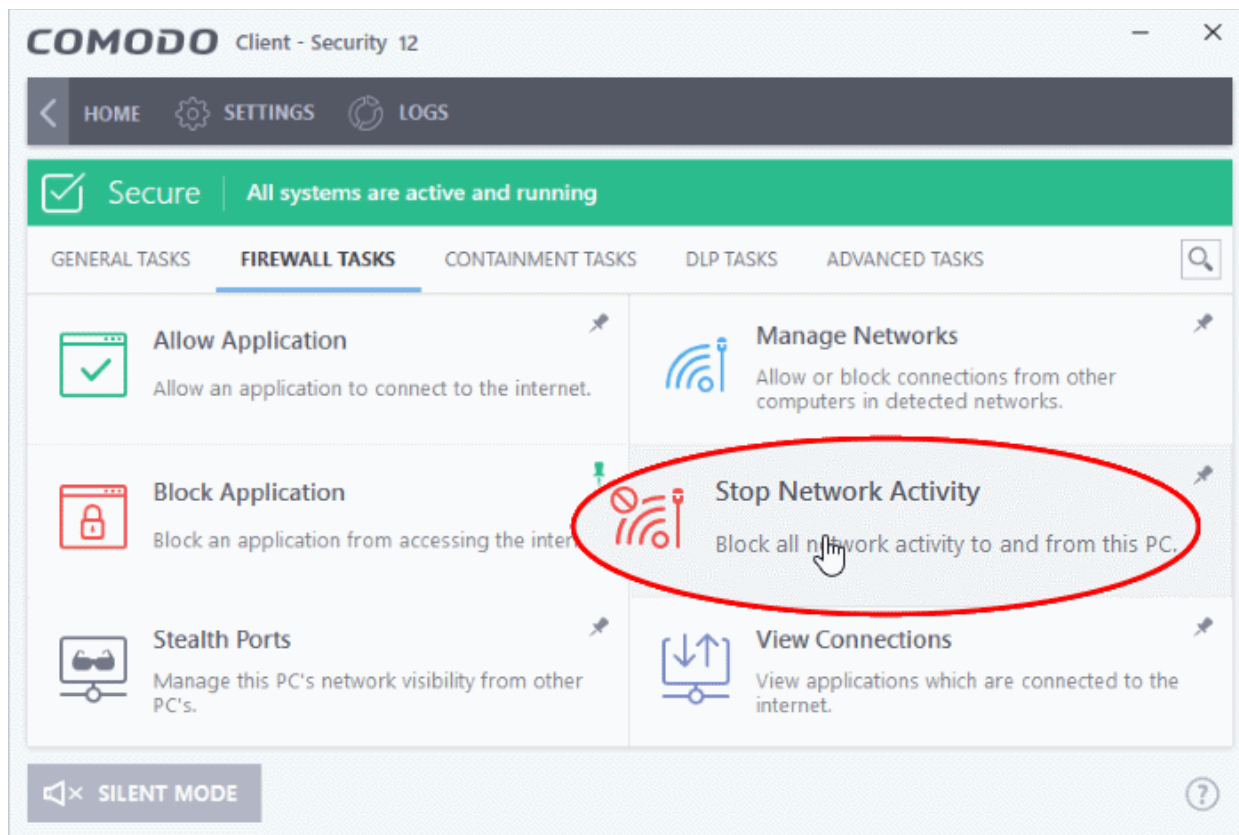 COMODO Client - Security 12
HOME SETTINGS LOGS
Secure All systems are active and running
GENERAL TASKS FIREWALL TASKS CONTAINMENT TASKS DLP TASKS ADVANCED TASKS
Allow Application
Allow an application to connect to the internet.
Manage Networks
Allow or block connections from other
computers in detected networks.
Block Application
Block an application from accessing the inter
Stop Network Activity
Block all network activity to and from this PC.
Stealth Ports
Manage this PC's network visibility from other
PC's.
View Connections
View applications which are connected to the
internet.
SILENT MODE
?